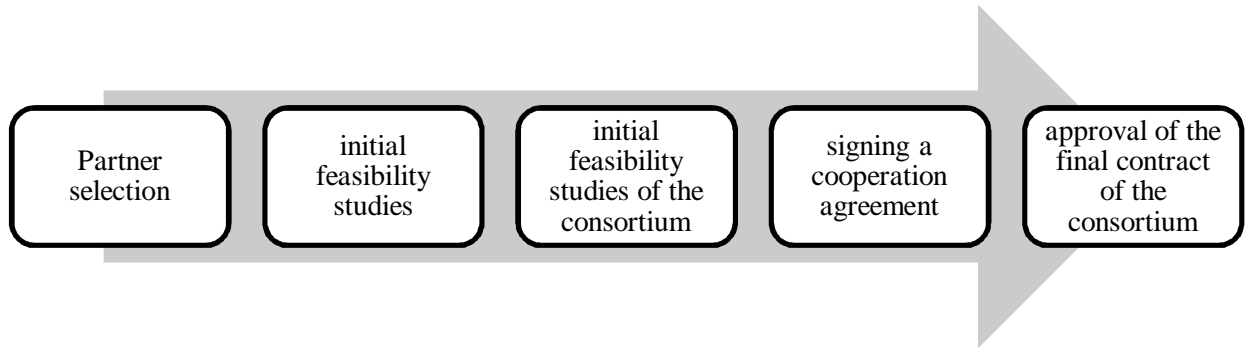 Partner
selection
initial
feasibility
studies
initial
feasibility
studies of the
consortium
signing a
cooperation
agreement
approval of the
final contract
of the
consortium